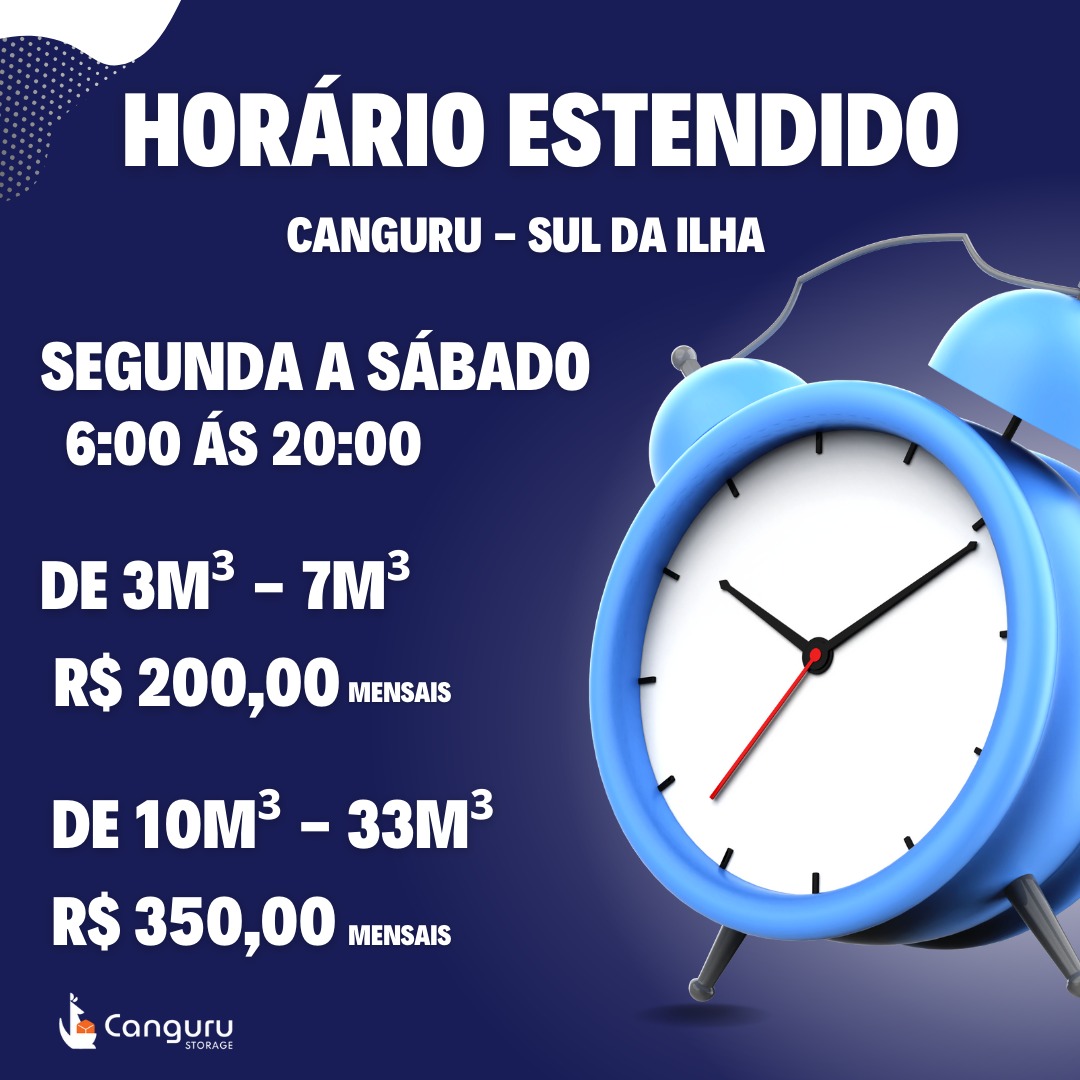 HORÁRIO ESTENDIDO
CANGURU – SUL DA ILHA
SEGUNDA A SÁBADO
6:00 ÁS 20:00
DE 3M³ – 7M³
R$ 200,00 MENSAIS
DE 10M³ – 33M³
R$ 350,00 MENSAIS
Canguru
STORAGE